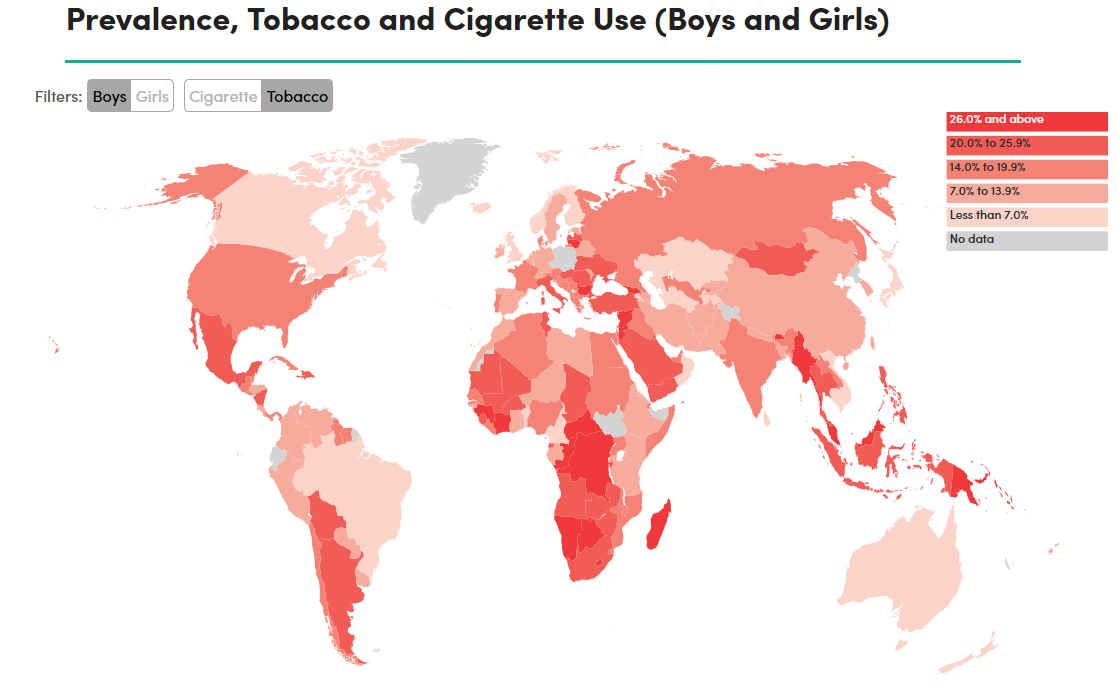 Prevalence, Tobacco and Cigarette Use (Boys and Girls)
Filters: Boys Girls Cigarette Tobacco
26.0% and above
20.0% to 25.9%
14.0% to 19.9%
7.0% to 13.9%
Less than 7.0%
No data